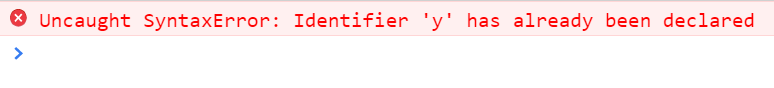 Uncaught SyntaxError: Identifier 'y' has already been declared